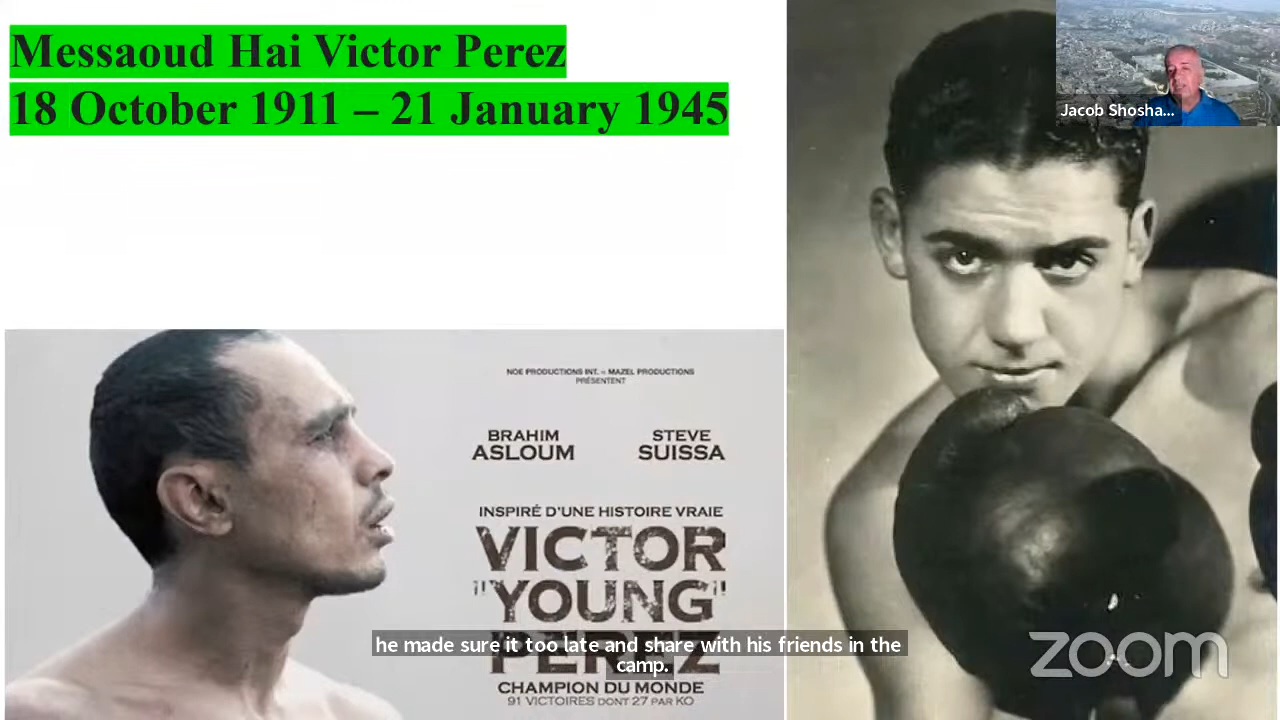 Messaoud Hai Victor Perez
18 October 1911 – 21 January 1945
Jacob Shosha...
NOE PRODUCTIONS INT. – MAZEL PRODUCTIONS
PRÉSENTENT
BRAHIM
ASLOUM
STEVE
SUISSA
INSPIRÉ D'UNE HISTOIRE VRAIE
VICTOR
"YOUNG"
PEREZ
he made sure it too late and share with his friends in the
camp.
CHAMPION DU MONDE
91 VICTOIRES DONT 27 PAR KO
zoom